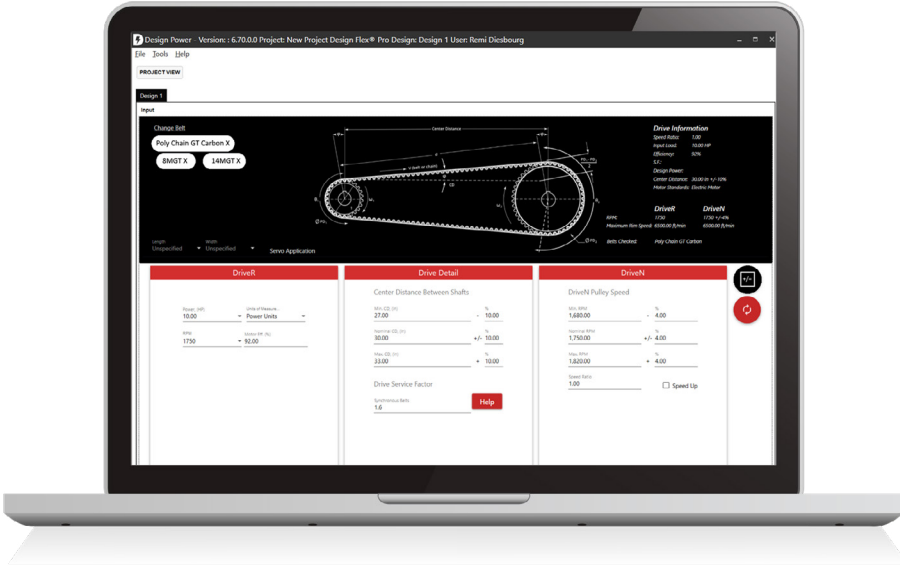 Design Power - Version: : 6.70.0.0 Project: New Project Design Flex® Pro Design: Design 1 User: Remi Diesbourg
File Tools Help
PROJECT VIEW
Design 1
Input
Change Belt
Poly Chain GT Carbon X
8MGT X 14MGT X
Length
Unspecified
Width
Unspecified
Servo Application
Center Distance
CD
Drive Information
Speed Ratio: 1.00
Input Load: 10.00 HP
Efficiency: 92%
S.F.:
Design Power:
Center Distance: 30.00 in +/- 10%
Motor Standards: Electric Motor
DriveR DriveN
RPM: 1750 1750 +/-4%
Maximum Rim Speed: 6500.00 ft/min 6500.00 ft/min
Belts Checked: Poly Chain GT Carbon
+/-
DriveR
Power (HP)
10.00
Units of Measure
Power Units
RPM
1750
Motor Eff. (%)
92.00
Drive Detail
Center Distance Between Shafts
Min. CD. (in) %
27.00 - 10.00
Nominal CD. (in) %
30.00 +/- 10.00
Max. CD. (in) %
33.00 + 10.00
Drive Service Factor
Synchronous Belts
1.6
Help
DriveN
DriveN Pulley Speed
Min. RPM %
1,680.00 - 4.00
Nominal RPM %
1,750.00 +/- 4.00
Max. RPM %
1,820.00 + 4.00
Speed Ratio
1.00
Speed Up